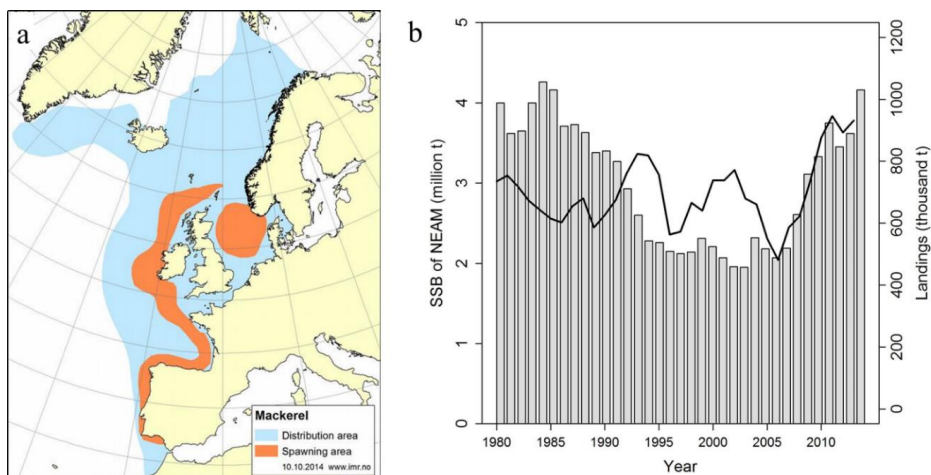 a
Mackerel
Distribution area
Spawning area
10.10.2014 www.imr.no
b
5
4
3
2
1
0
SSB of NEAM (million t)
1200
1000
800
600
400
200
0
Landings (thousand t)
1980 1985 1990 1995 2000 2005 2010
Year